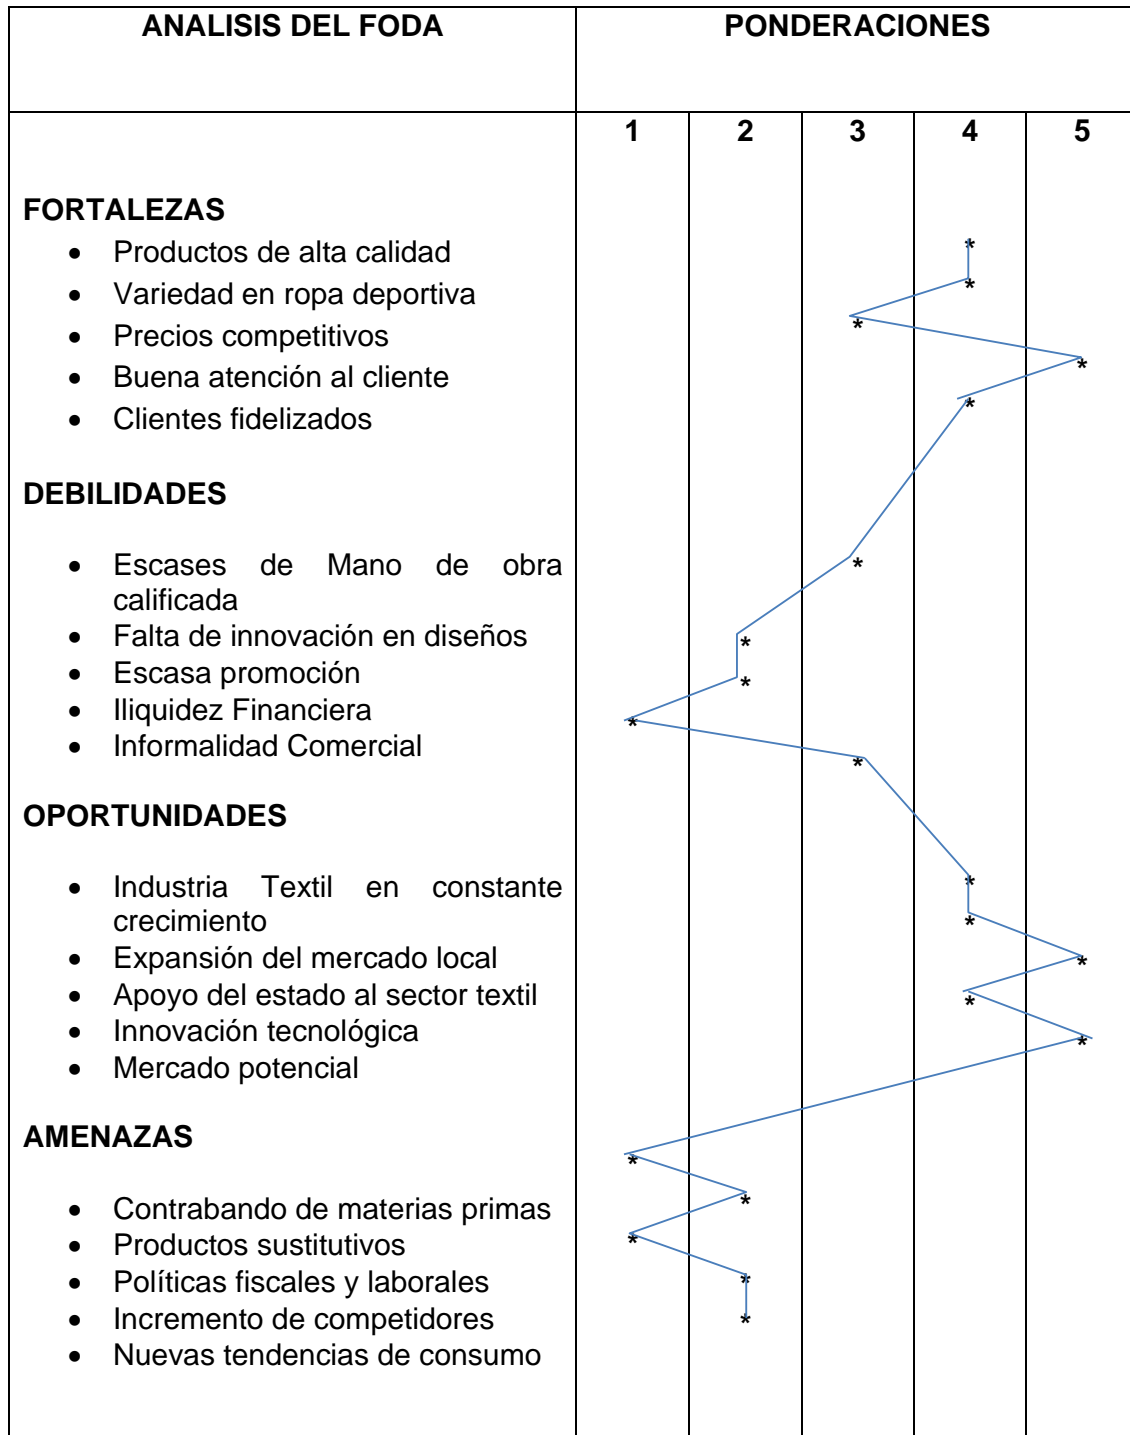 ANALISIS DEL FODA
PONDERACIONES
1 2 3 4 5
FORTALEZAS
• Productos de alta calidad *
• Variedad en ropa deportiva *
• Precios competitivos *
• Buena atención al cliente *
• Clientes fidelizados *
DEBILIDADES
• Escases de Mano de obra *
calificada
• Falta de innovación en diseños *
• Escasa promoción *
• Iliquidez Financiera *
• Informalidad Comercial *
OPORTUNIDADES
• Industria Textil en constante *
crecimiento *
• Expansión del mercado local *
• Apoyo del estado al sector textil *
• Innovación tecnológica *
• Mercado potencial
AMENAZAS
*
• Contrabando de materias primas *
• Productos sustitutivos *
• Políticas fiscales y laborales *
• Incremento de competidores *
• Nuevas tendencias de consumo